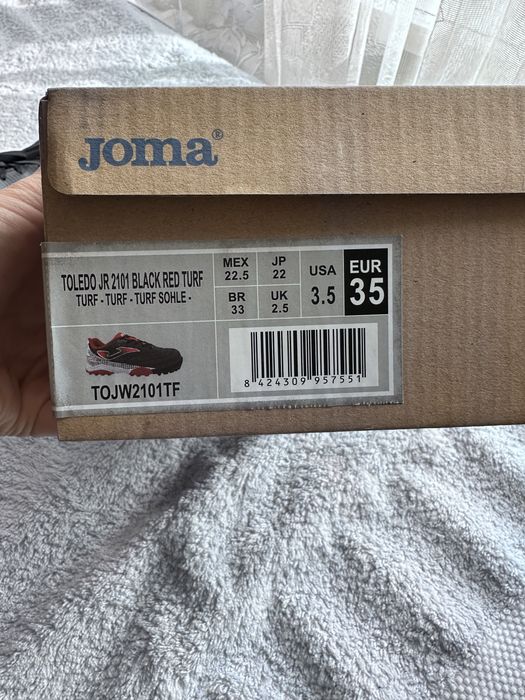 Joma®
TOLEDO JR 2101 BLACK RED TURF
TURF - TURF - TURF SOHLE -
MEX
22.5
JP
22
BR
33
UK
2.5
USA
3.5
EUR
35
TOJW2101TF
8 424309 957551